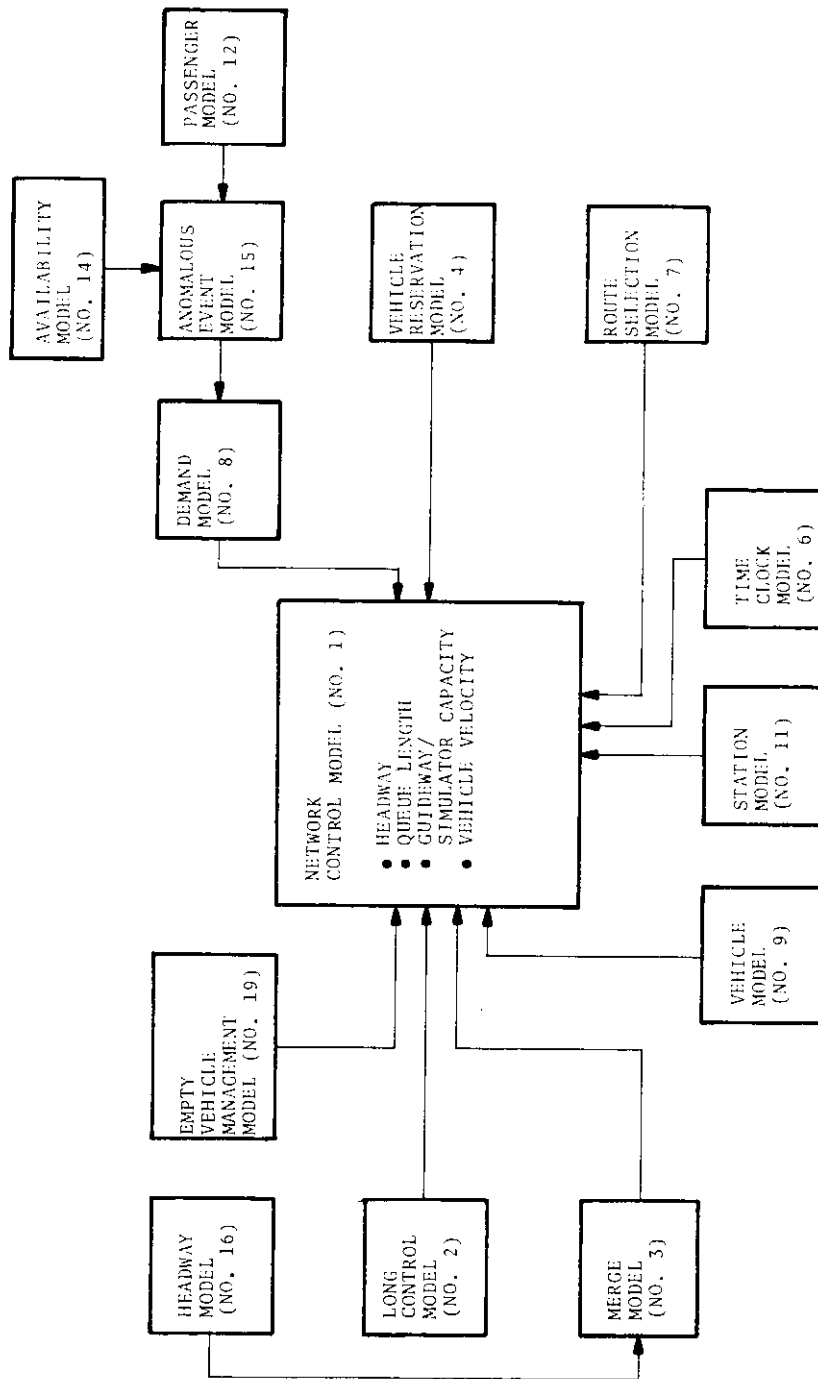 HEADWAY
MODEL
(NO. 16)
EMPTY
VEHICLE
MANAGEMENT
MODEL (NO. 19)
DEMAND
MODEL
(NO. 8)
ANOMALOUS
EVENT
MODEL
(NO. 15)
AVAILABILITY
MODEL
(NO. 14)
PASSENGER
MODEL
(NO. 12)
LONG
CONTROL
MODEL
(NO. 2)
NETWORK
CONTROL MODEL (NO. 1)
● HEADWAY
● QUEUE LENGTH
● GUIDEWAY/
SIMULATOR CAPACITY
● VEHICLE VELOCITY
VEHICLE
RESERVATION
MODEL
(NO. 4)
MERGE
MODEL
(NO. 3)
ROUTE
SELECTION
MODEL
(NO. 7)
VEHICLE
MODEL
(NO. 9)
STATION
MODEL
(NO. 11)
TIME
CLOCK
MODEL
(NO. 6)